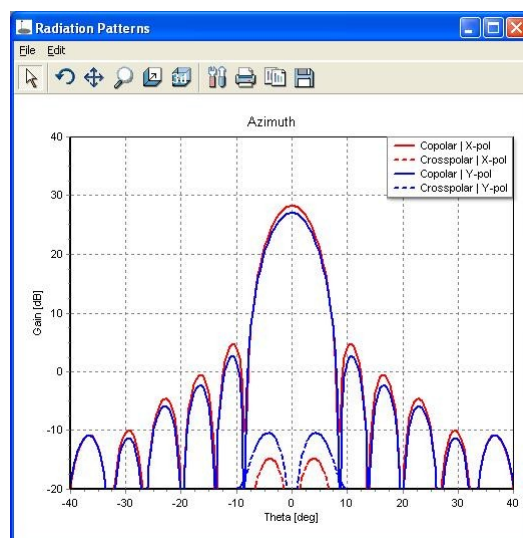 Radiation Patterns
File Edit
Azimuth
Copolar | X-pol
Crosspolar | X-pol
Copolar | Y-pol
Crosspolar | Y-pol
40
30
20
10
0
-10
-20
Gain [dB]
-40 -30 -20 -10 0 10 20 30 40
Theta [deg]